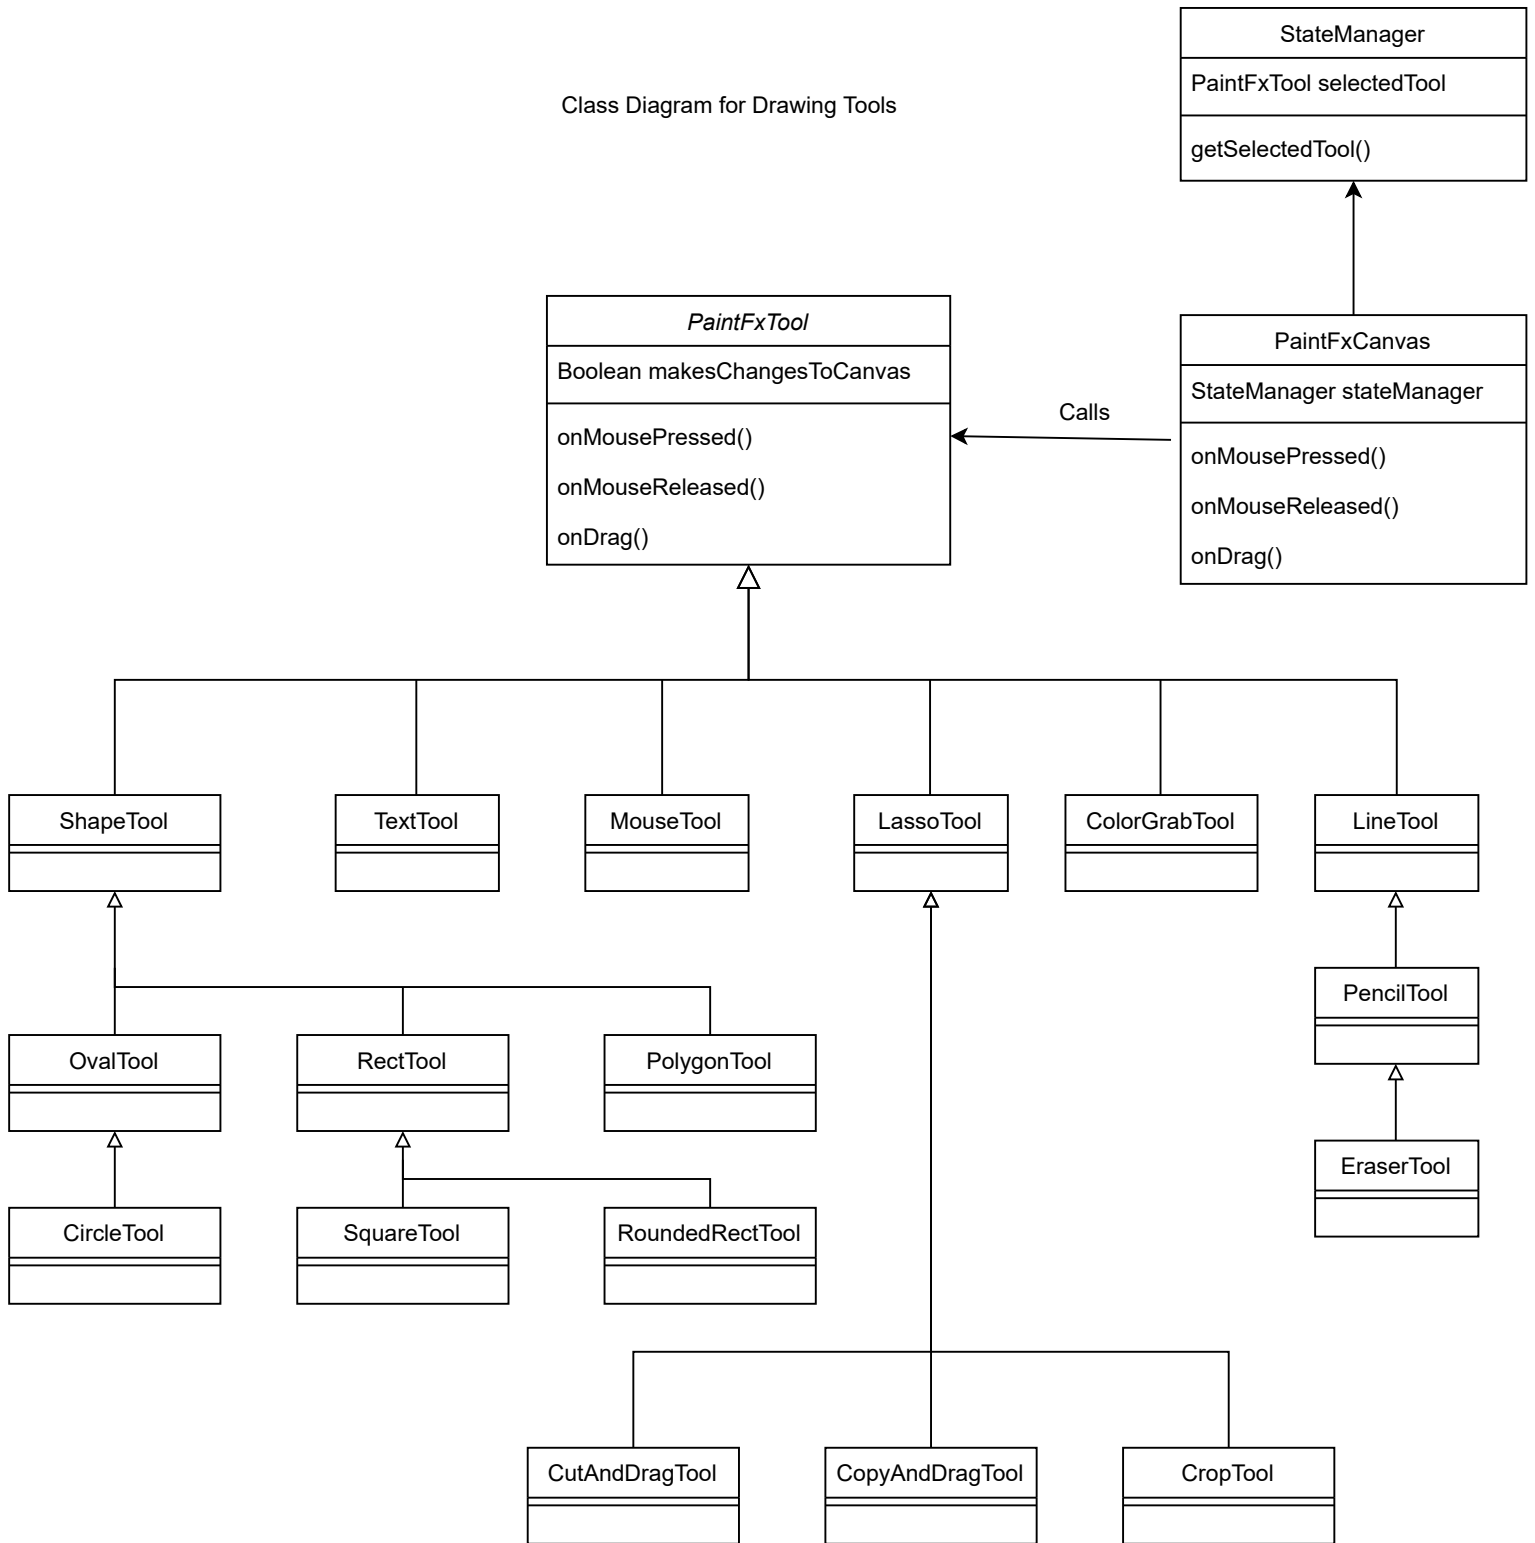 StateManager
PaintFxTool selectedTool
getSelectedTool()
Class Diagram for Drawing Tools
PaintFxTool
Boolean makesChangesToCanvas
onMousePressed()
onMouseReleased()
onDrag()
Calls
PaintFxCanvas
StateManager stateManager
onMousePressed()
onMouseReleased()
onDrag()
ShapeTool
TextTool
MouseTool
LassoTool
ColorGrabTool
LineTool
PencilTool
OvalTool
RectTool
PolygonTool
EraserTool
CircleTool
SquareTool
RoundedRectTool
CutAndDragTool
CopyAndDragTool
CropTool